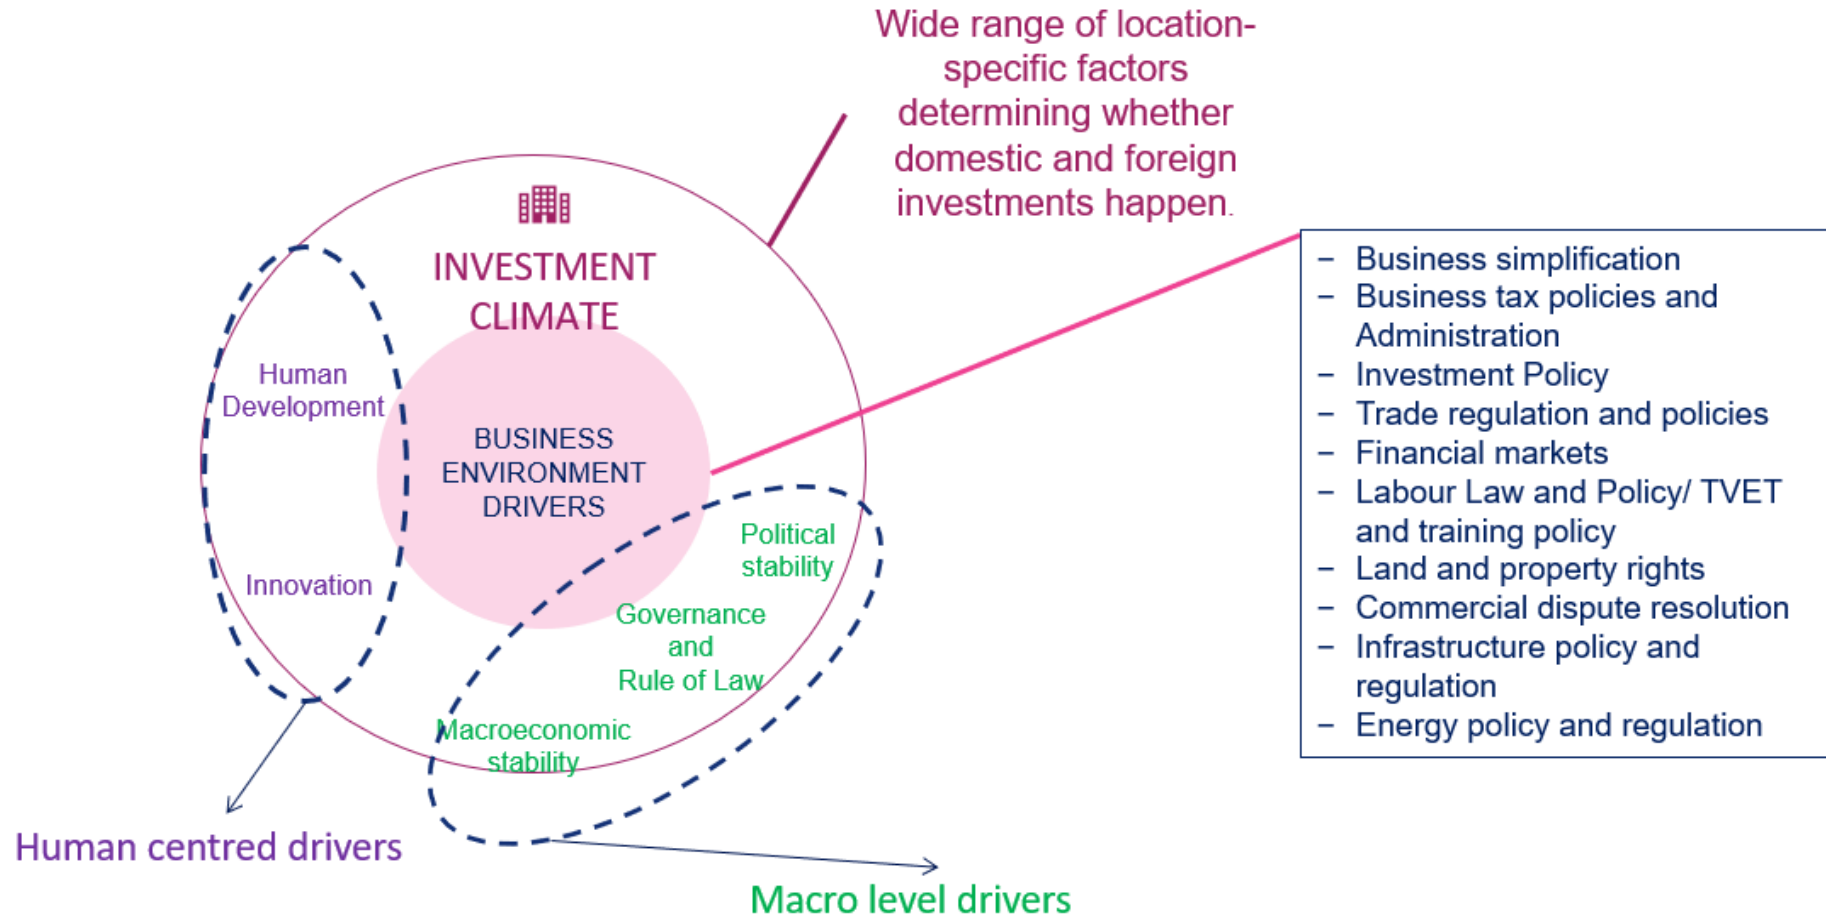 Wide range of location-
specific factors
determining whether
domestic and foreign
investments happen.
INVESTMENT
CLIMATE
Human
Development
Innovation
BUSINESS
ENVIRONMENT
DRIVERS
Political
stability
Governance
and
Rule of Law
Macroeconomic
stability
– Business simplification
– Business tax policies and
Administration
– Investment Policy
– Trade regulation and policies
– Financial markets
– Labour Law and Policy/ TVET
and training policy
– Land and property rights
– Commercial dispute resolution
– Infrastructure policy and
regulation
– Energy policy and regulation
Human centred drivers
Macro level drivers